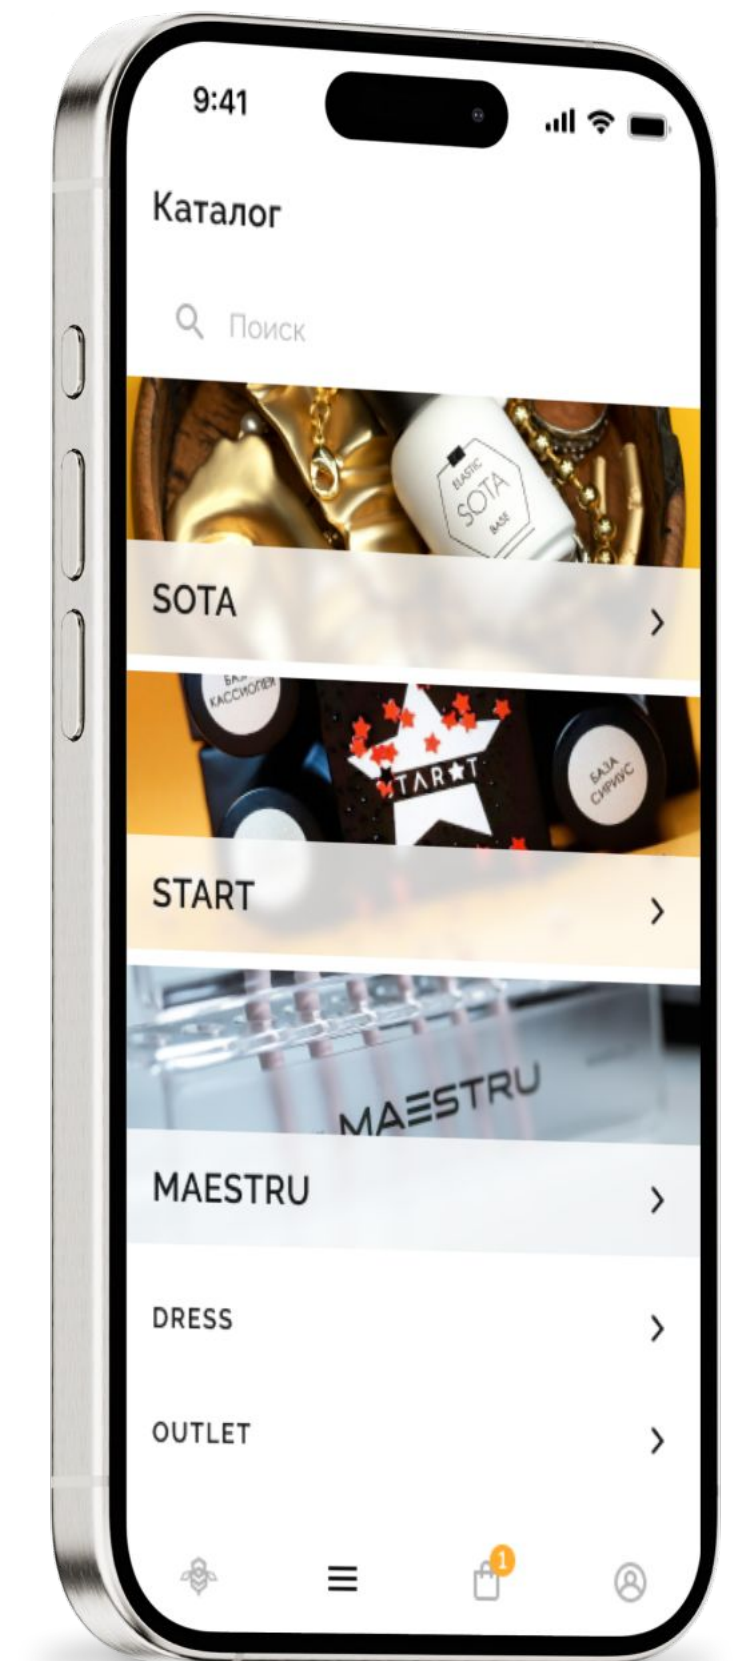 9:41
Каталог
Поиск
ELASTIC
SOTA
BASE
SOTA
КАССИОПЕЯ
TAR★T
БАЗА
СИРИУС
START
MAESTRU
MAESTRU
DRESS
OUTLET
1